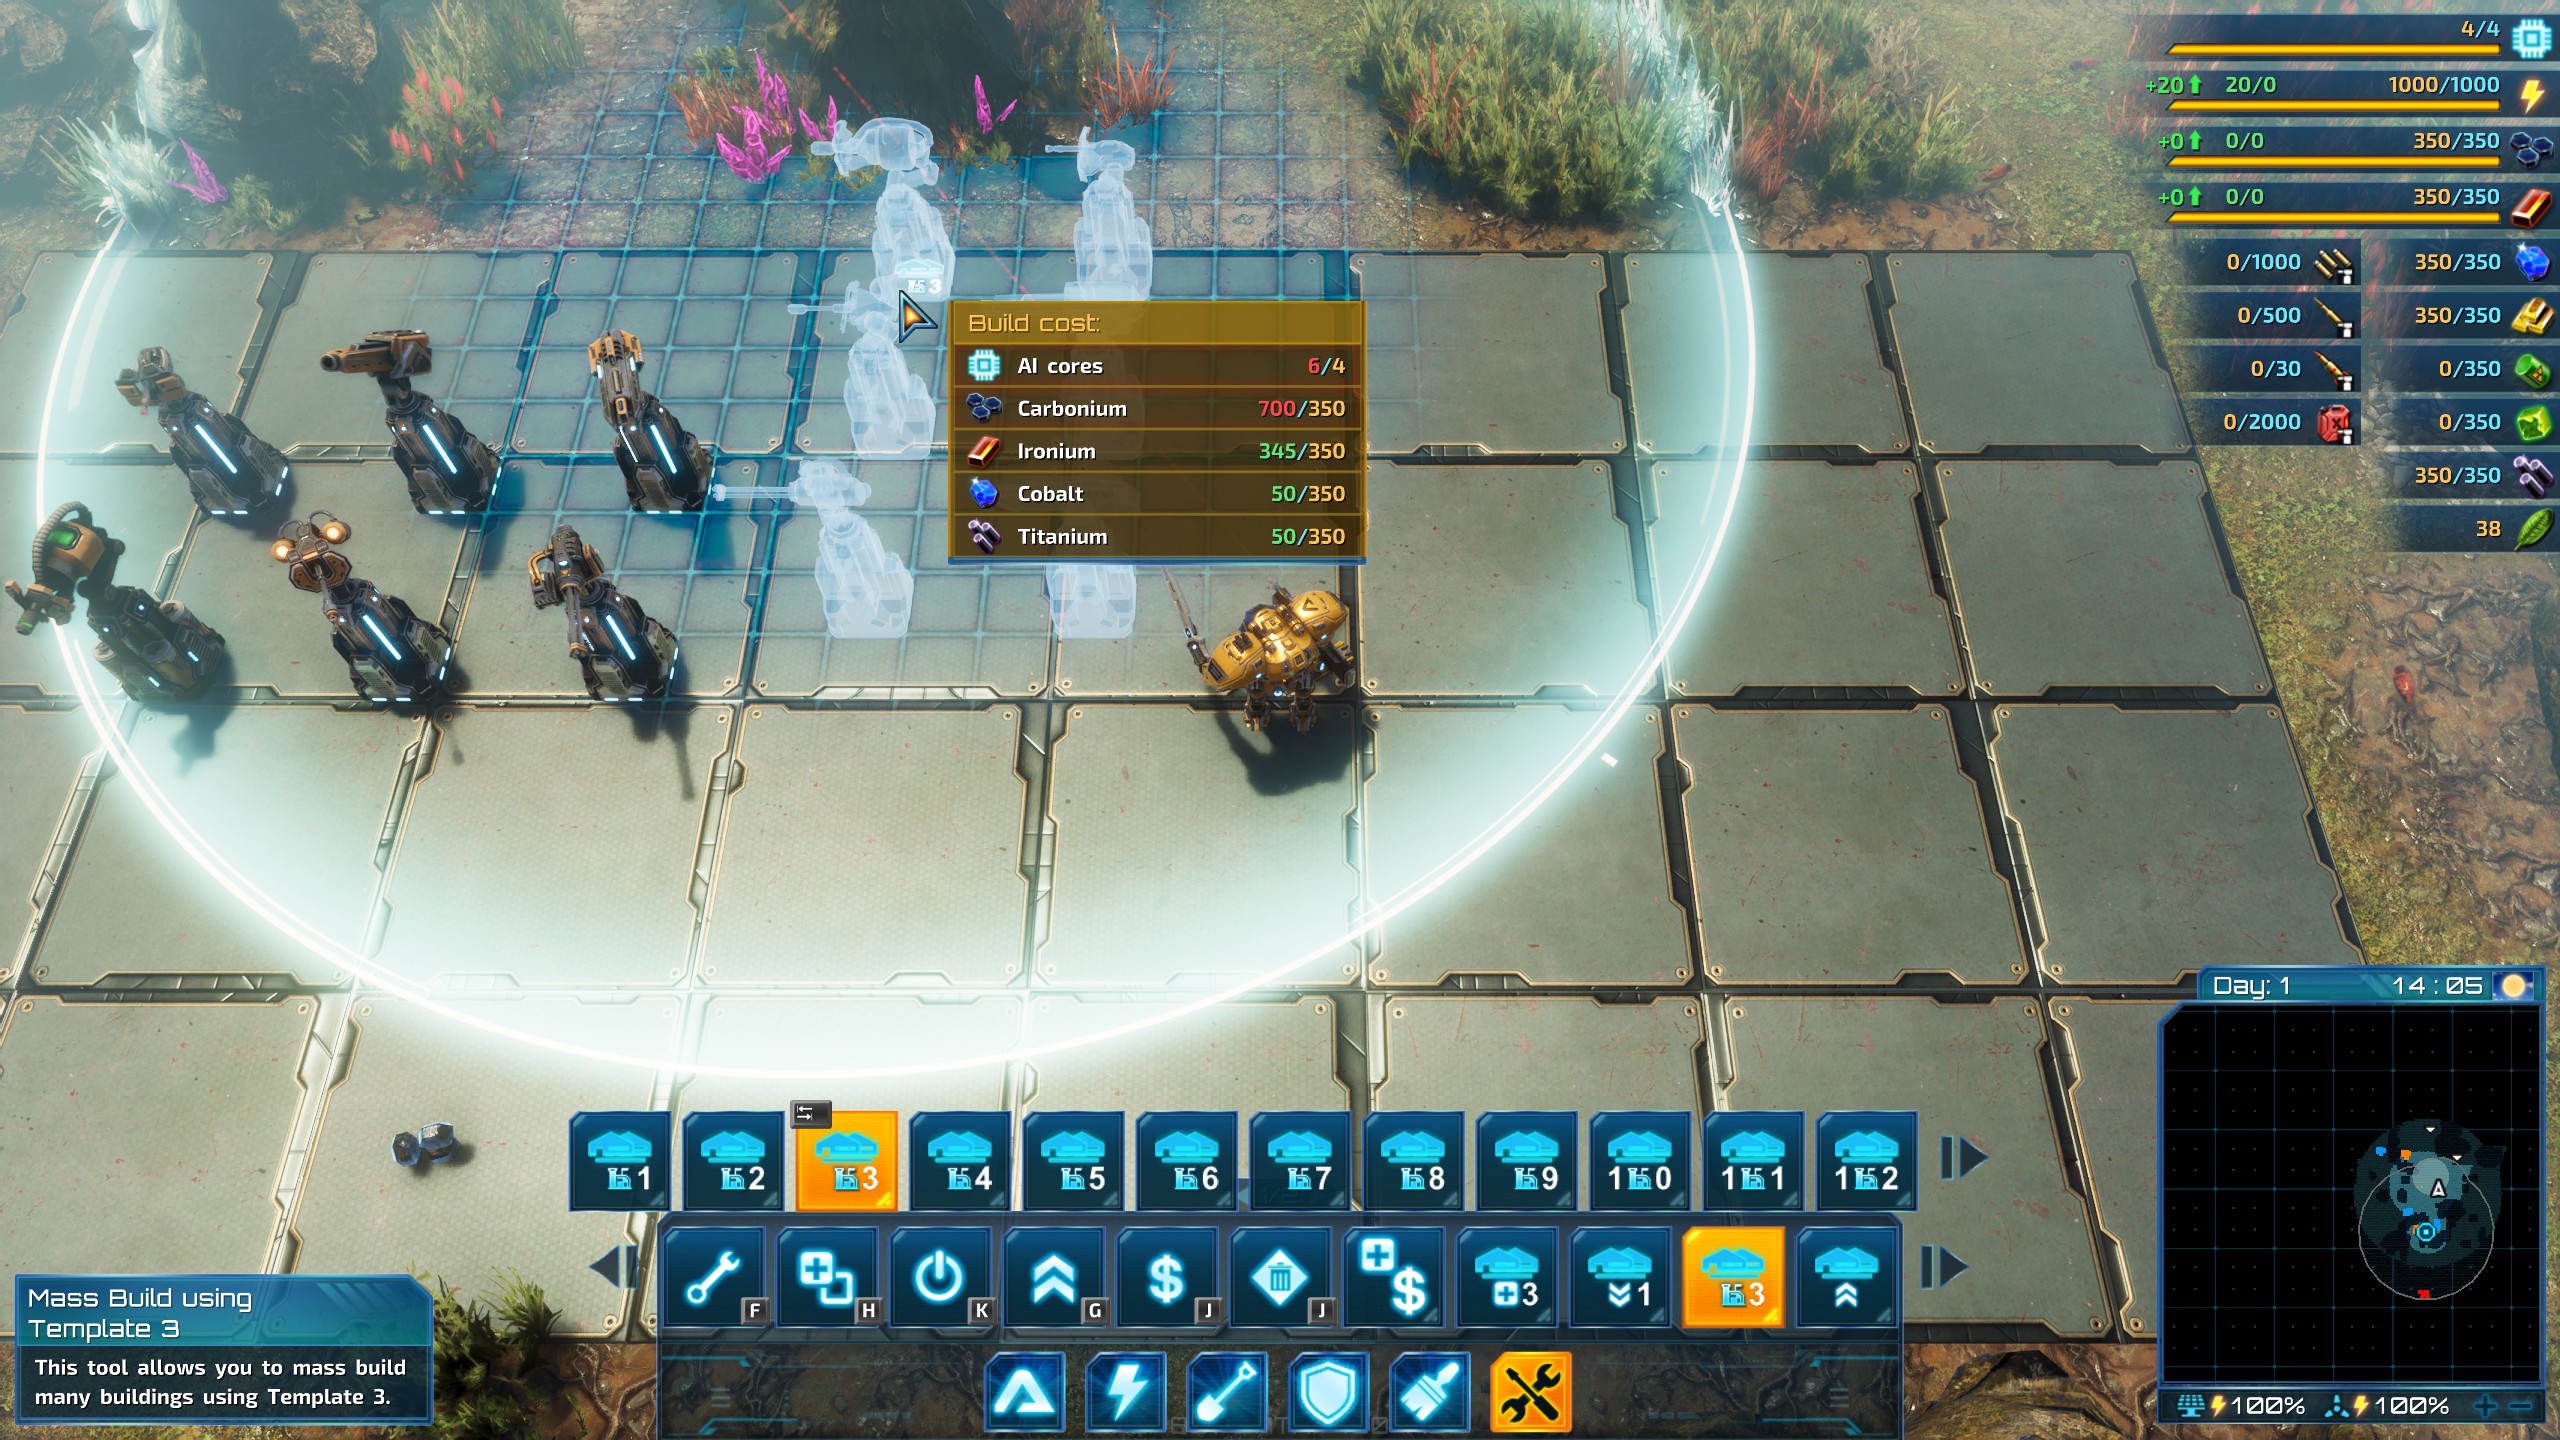 4/4
+20 20/0 1000/1000
+0 0/0 350/350
+0 0/0 350/350
0/1000 350/350
0/500 350/350
0/30 0/350
0/2000 0/350
350/350
38
3
Build cost:
AI cores 6/4
Carbonium 700/350
Ironium 345/350
Cobalt 50/350
Titanium 50/350
Day: 1 14:05
1 2 3 4 5 6 7 8 9 10 11 12
F H K G J J 3 1 3
Mass Build using
Template 3
This tool allows you to mass build
many buildings using Template 3.
100% 100%